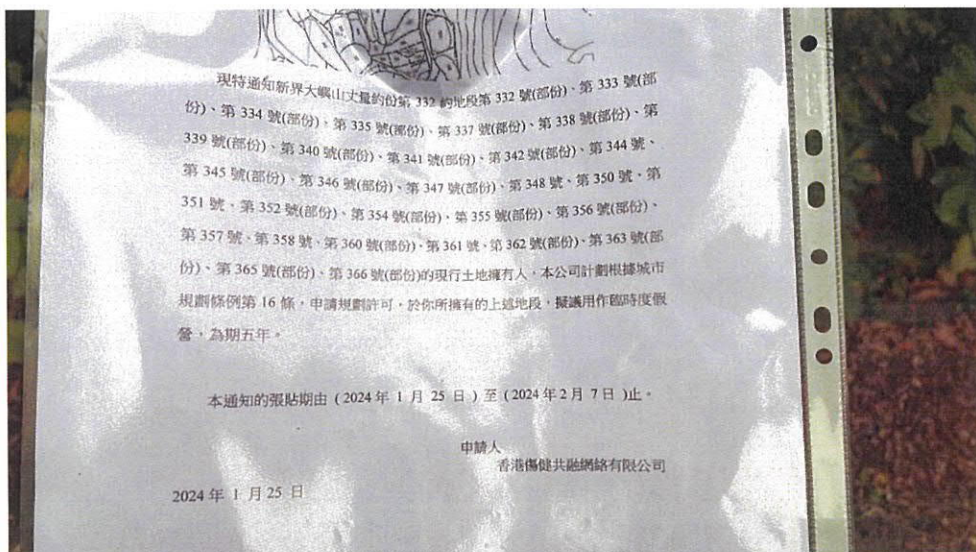 現特通知新界大嶼山丈量約份第 332 約地段第 332 號(部份)、第 333 號(部
份)、第 334 號(部份)、第 335 號(部份)、第 337 號(部份)、第 338 號(部份)、第
339 號(部份)、第 340 號(部份)、第 341 號(部份)、第 342 號(部份)、第 344 號、
第 345 號(部份)、第 346 號(部份)、第 347 號(部份)、第 348 號、第 350 號、第
351 號、第 352 號(部份)、第 354 號(部份)、第 355 號(部份)、第 356 號(部份)、
第 357 號、第 358 號、第 360 號(部份)、第 361 號、第 362 號(部份)、第 363 號(部
份)、第 365 號(部份)、第 366 號(部份)的現行土地擁有人，本公司計劃根據城市
規劃條例第 16 條，申請規劃許可，於你所擁有的上述地段，擬議用作臨時度假
營，為期五年。
本通知的張貼期由 ( 2024 年 1 月 25 日 ) 至 ( 2024 年 2 月 7 日 )止。
申請人
香港傷健共融網絡有限公司
2024 年 1 月 25 日